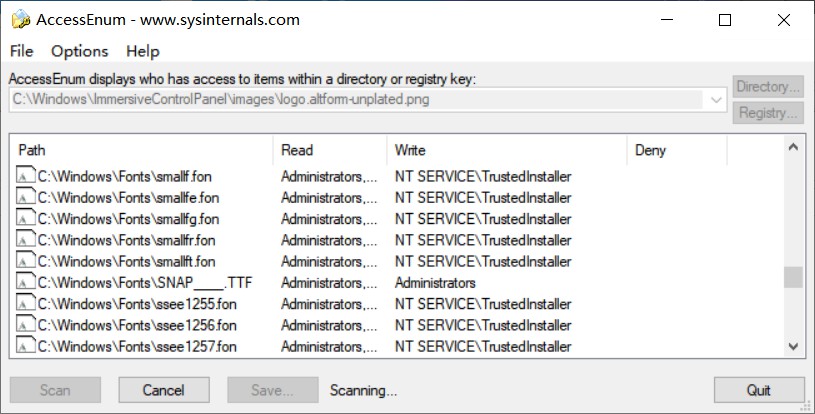 AccessEnum - www.sysinternals.com
File Options Help
AccessEnum displays who has access to items within a directory or registry key:
C:\Windows\ImmersiveControlPanel\images\logo.altform-unplated.png
Directory...
Registry...
Path Read Write Deny
C:\Windows\Fonts\smallf.fon Administrators,... NT SERVICE\TrustedInstaller
C:\Windows\Fonts\smallfe.fon Administrators,... NT SERVICE\TrustedInstaller
C:\Windows\Fonts\smallfg.fon Administrators,... NT SERVICE\TrustedInstaller
C:\Windows\Fonts\smallfr.fon Administrators,... NT SERVICE\TrustedInstaller
C:\Windows\Fonts\smallft.fon Administrators,... NT SERVICE\TrustedInstaller
C:\Windows\Fonts\SNAP____.TTF Administrators,... Administrators
C:\Windows\Fonts\ssee1255.fon Administrators,... NT SERVICE\TrustedInstaller
C:\Windows\Fonts\ssee1256.fon Administrators,... NT SERVICE\TrustedInstaller
C:\Windows\Fonts\ssee1257.fon Administrators,... NT SERVICE\TrustedInstaller
Scan Cancel Save... Scanning... Quit